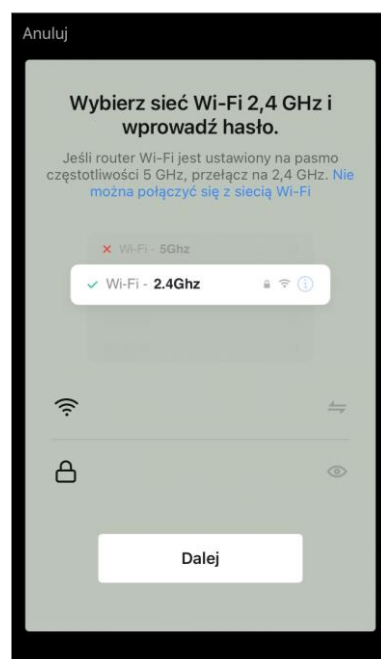 Anuluj
Wybierz sieć Wi-Fi 2,4 GHz i
wprowadź hasło.
Jeśli router Wi-Fi jest ustawiony na pasmo
częstotliwości 5 GHz, przełącz na 2,4 GHz. Nie
można połączyć się z siecią Wi-Fi
Wi-Fi - 5Ghz
Wi-Fi - 2.4Ghz
Dalej